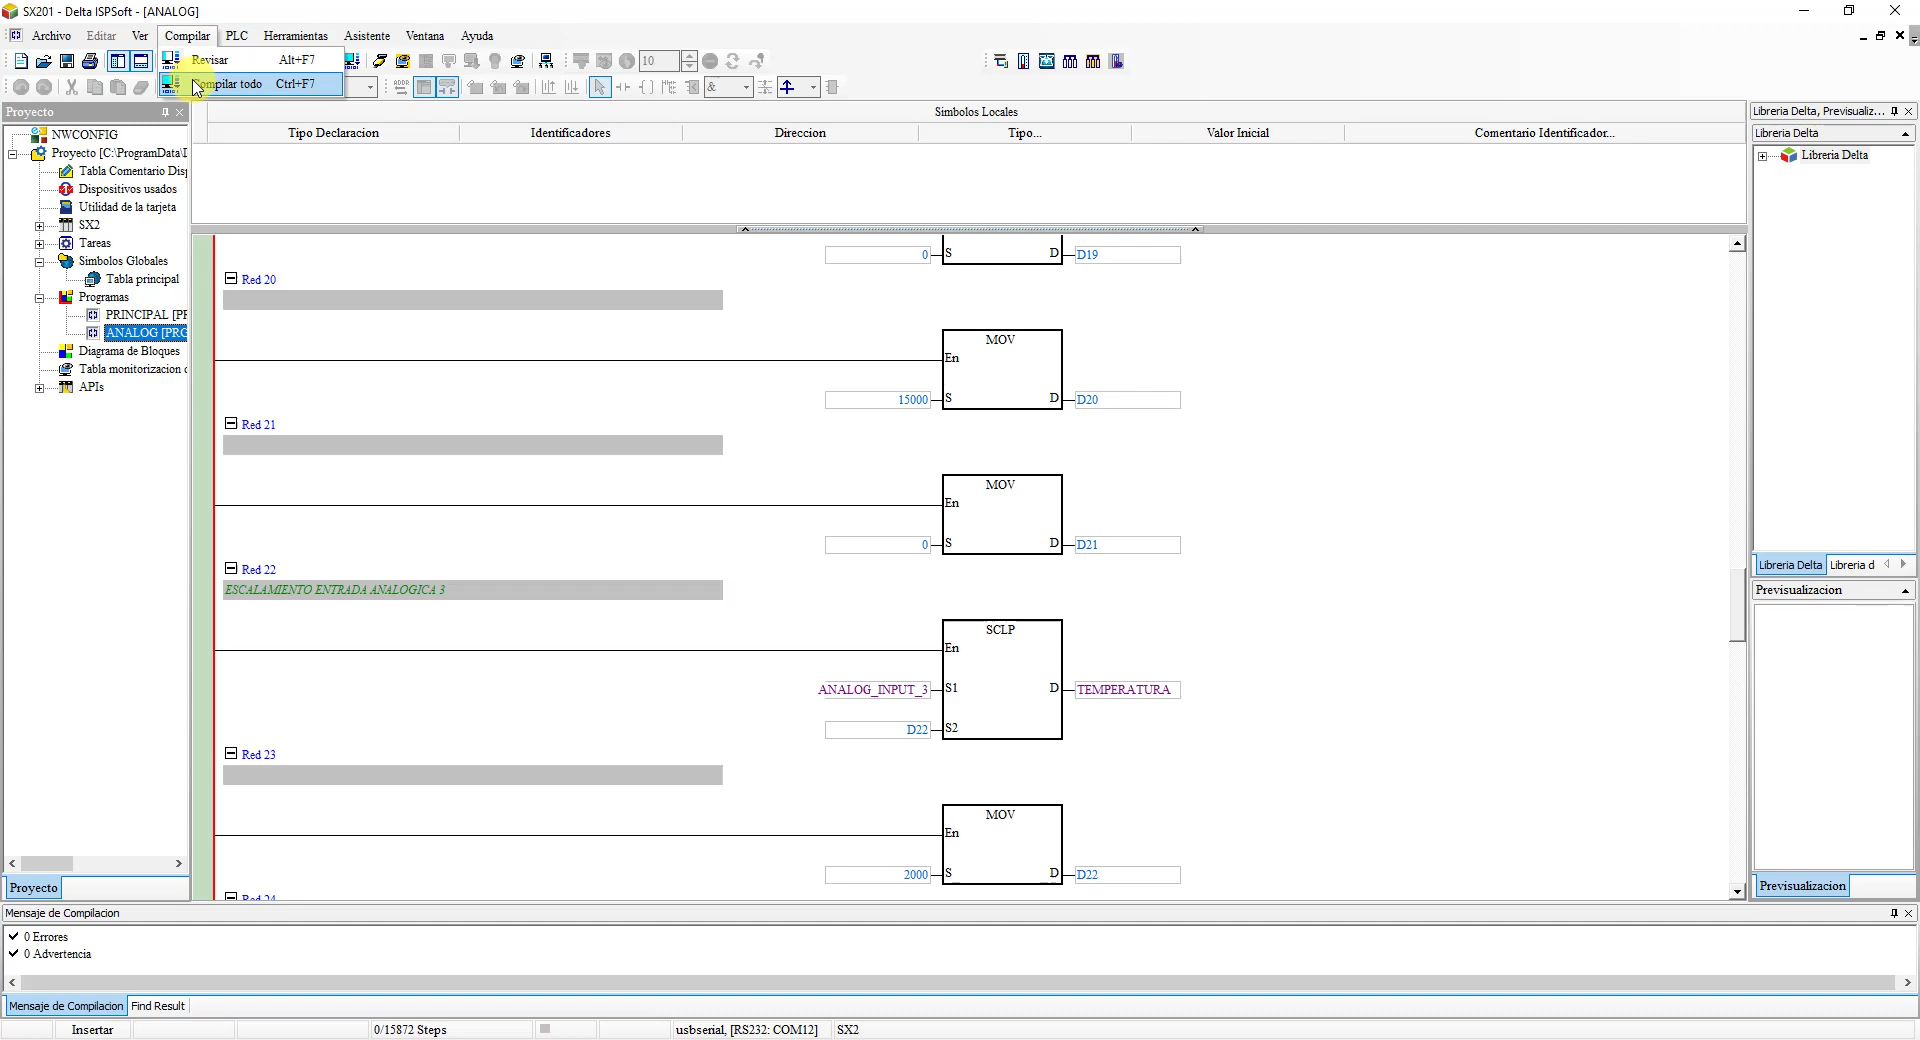 SX201 - Delta ISPSoft - [ANALOG]
Archivo Editar Ver Compilar PLC Herramientas Asistente Ventana Ayuda
Revisar Alt+F7
Compilar todo Ctrl+F7
10
&
Proyecto
NWCONFIG
Proyecto [C:\ProgramData\D
Tabla Comentario Disp
Dispositivos usados
Utilidad de la tarjeta
SX2
Tareas
Simbolos Globales
Tabla principal
Programas
PRINCIPAL [PR
ANALOG [PRG
Diagrama de Bloques
Tabla monitorizacion d
APIs
Proyecto
Simbolos Locales
Tipo Declaracion Identificadores Direccion Tipo... Valor Inicial Comentario Identificador...
0 S D D19
Red 20
MOV
En
15000 S D D20
Red 21
MOV
En
0 S D D21
Red 22
ESCALAMIENTO ENTRADA ANALOGICA 3
SCLP
En
ANALOG_INPUT_3 S1 D TEMPERATURA
D22 S2
Red 23
MOV
En
2000 S D D22
Red 24
Libreria Delta, Previsualiz...
Libreria Delta
Libreria Delta
Libreria Delta Libreria d
Previsualizacion
Previsualizacion
Mensaje de Compilacion
0 Errores
0 Advertencia
Mensaje de Compilacion Find Result
Insertar 0/15872 Steps usbserial, [RS232: COM12] SX2